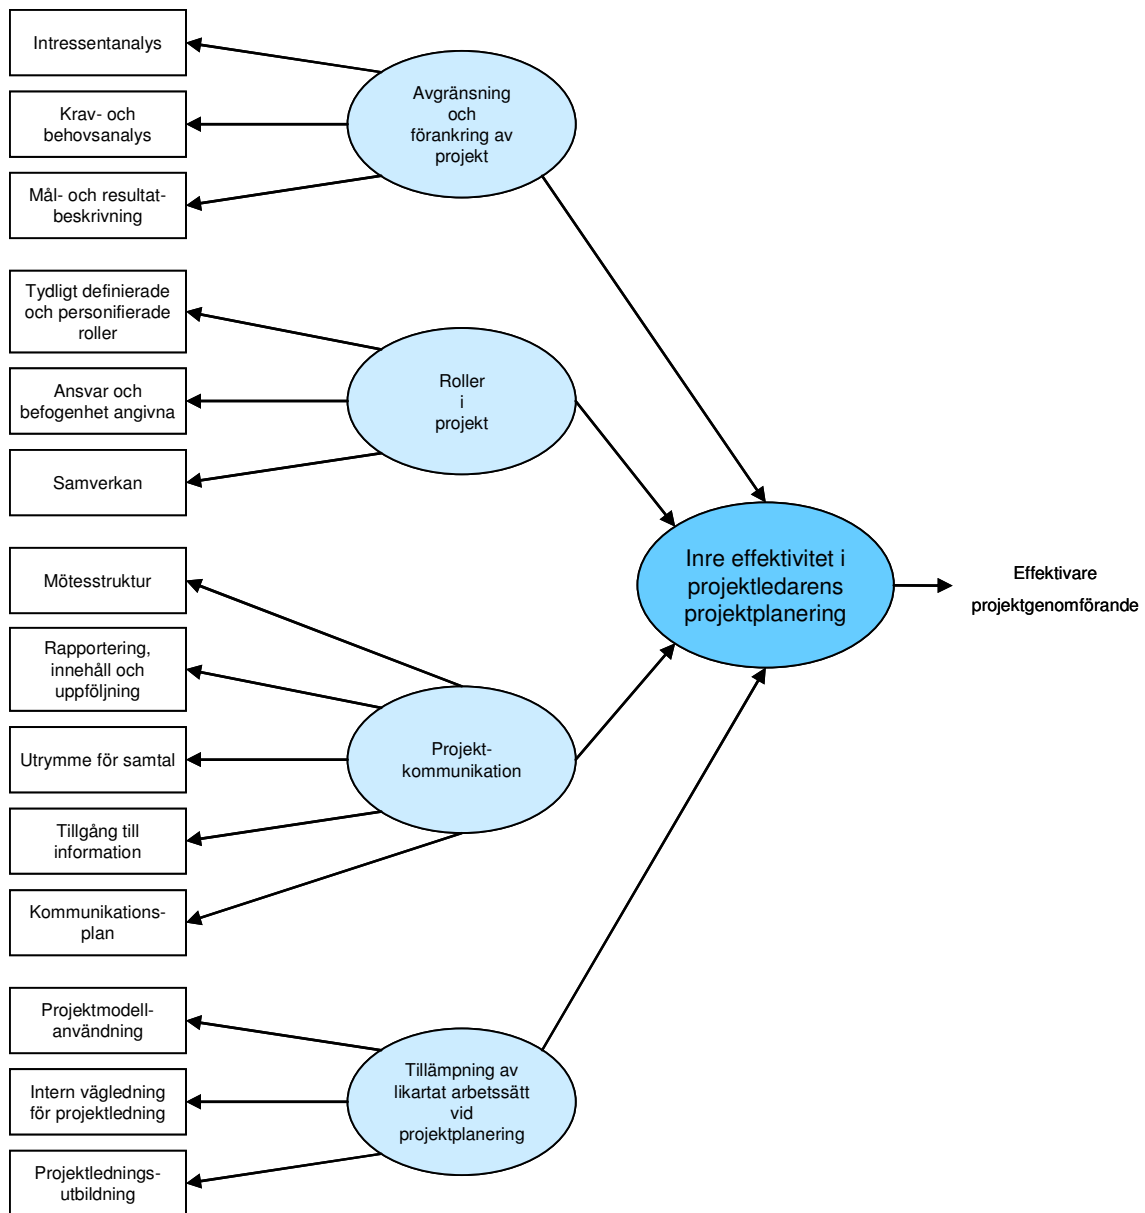 Intressentanalys
Krav- och
behovsanalys
Mål- och resultat-
beskrivning
Avgränsning
och
förankring av
projekt
Tydligt definierade
och personifierade
roller
Ansvar och
befogenhet angivna
Samverkan
Roller
i
projekt
Mötesstruktur
Rapportering,
innehåll och
uppföljning
Utrymme för samtal
Tillgång till
information
Kommunikations-
plan
Projekt-
kommunikation
Projektmodell-
användning
Intern vägledning
för projektledning
Projektlednings-
utbildning
Tillämpning av
likartat arbetssätt
vid
projektplanering
Inre effektivitet i
projektledarens
projektplanering
Effektivare
projektgenomförande